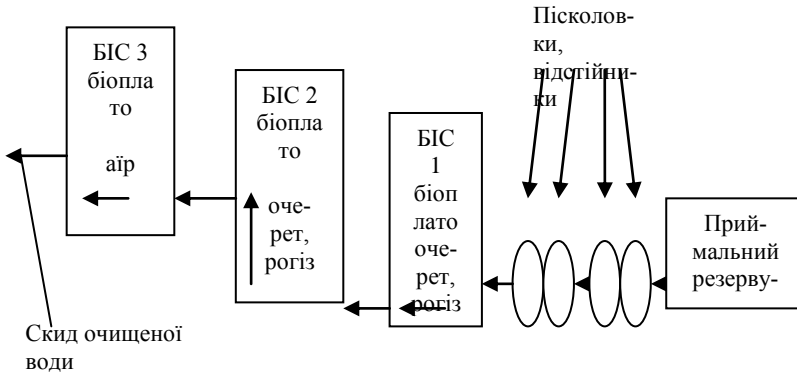 БІС 3
біопла
то
аїр
БІС 2
біопла
то
оче-
рет,
рогіз
БІС
1
біоп
лато
оче-
рет,
рогіз
Пісколов-
ки,
відстійни-
ки
Прий-
мальний
резерву-
Скид очищеної
води